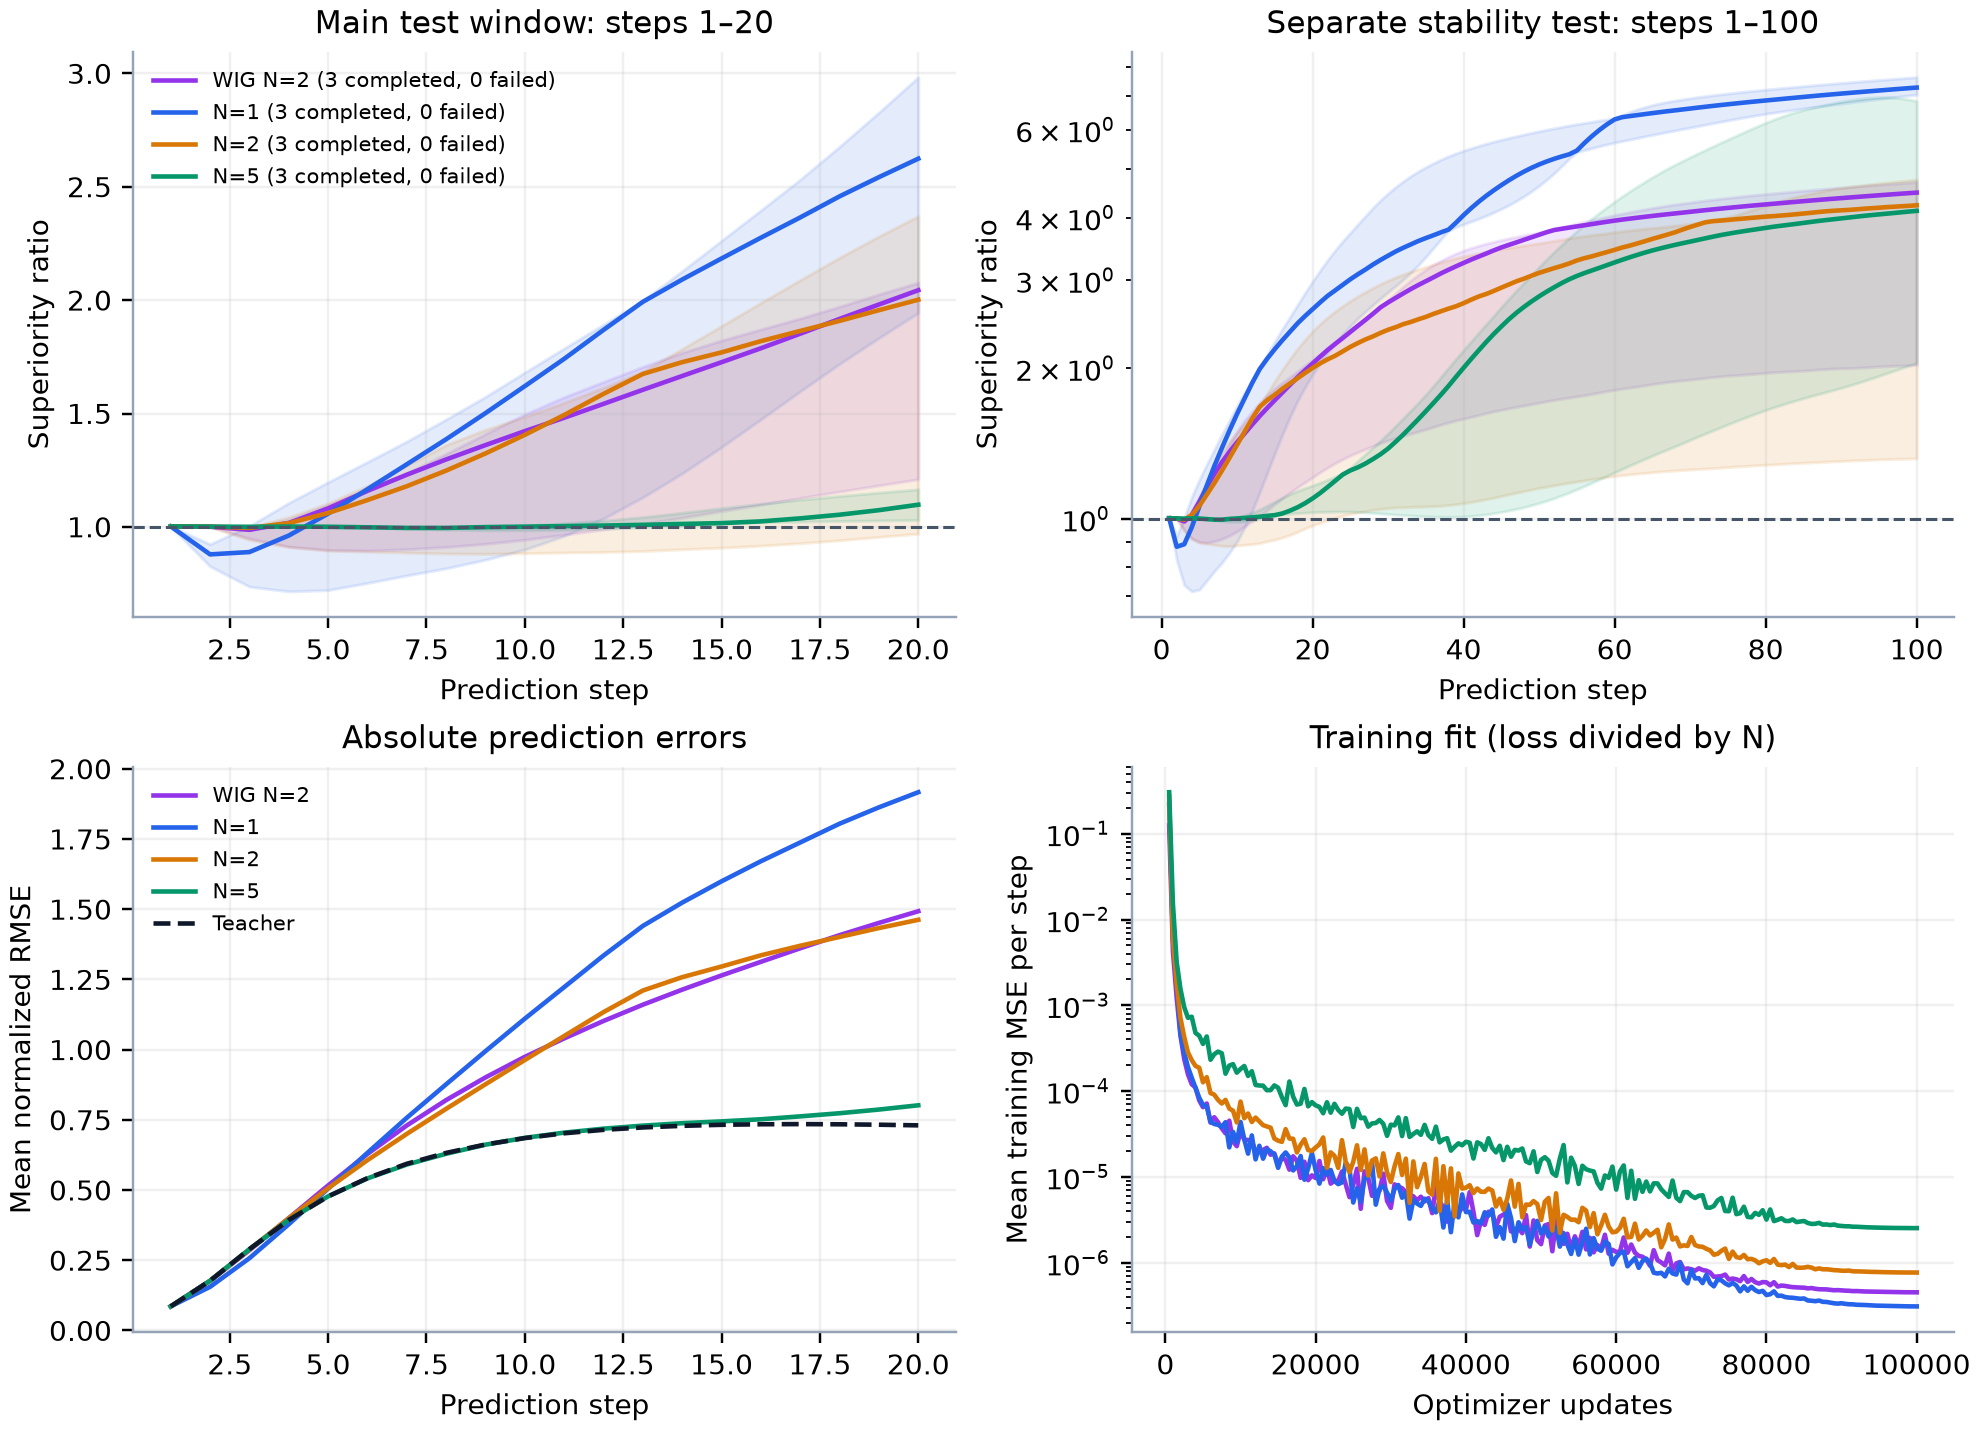 Main test window: steps 1–20
Superiority ratio
3.0
2.5
2.0
1.5
1.0
WIG N=2 (3 completed, 0 failed)
N=1 (3 completed, 0 failed)
N=2 (3 completed, 0 failed)
N=5 (3 completed, 0 failed)
2.5 5.0 7.5 10.0 12.5 15.0 17.5 20.0
Prediction step
Separate stability test: steps 1–100
Superiority ratio
6 × 10⁰
4 × 10⁰
3 × 10⁰
2 × 10⁰
10⁰
0 20 40 60 80 100
Prediction step
Absolute prediction errors
Mean normalized RMSE
2.00
1.75
1.50
1.25
1.00
0.75
0.50
0.25
0.00
WIG N=2
N=1
N=2
N=5
Teacher
2.5 5.0 7.5 10.0 12.5 15.0 17.5 20.0
Prediction step
Training fit (loss divided by N)
Mean training MSE per step
10⁻¹
10⁻²
10⁻³
10⁻⁴
10⁻⁵
10⁻⁶
0 20000 40000 60000 80000 100000
Optimizer updates